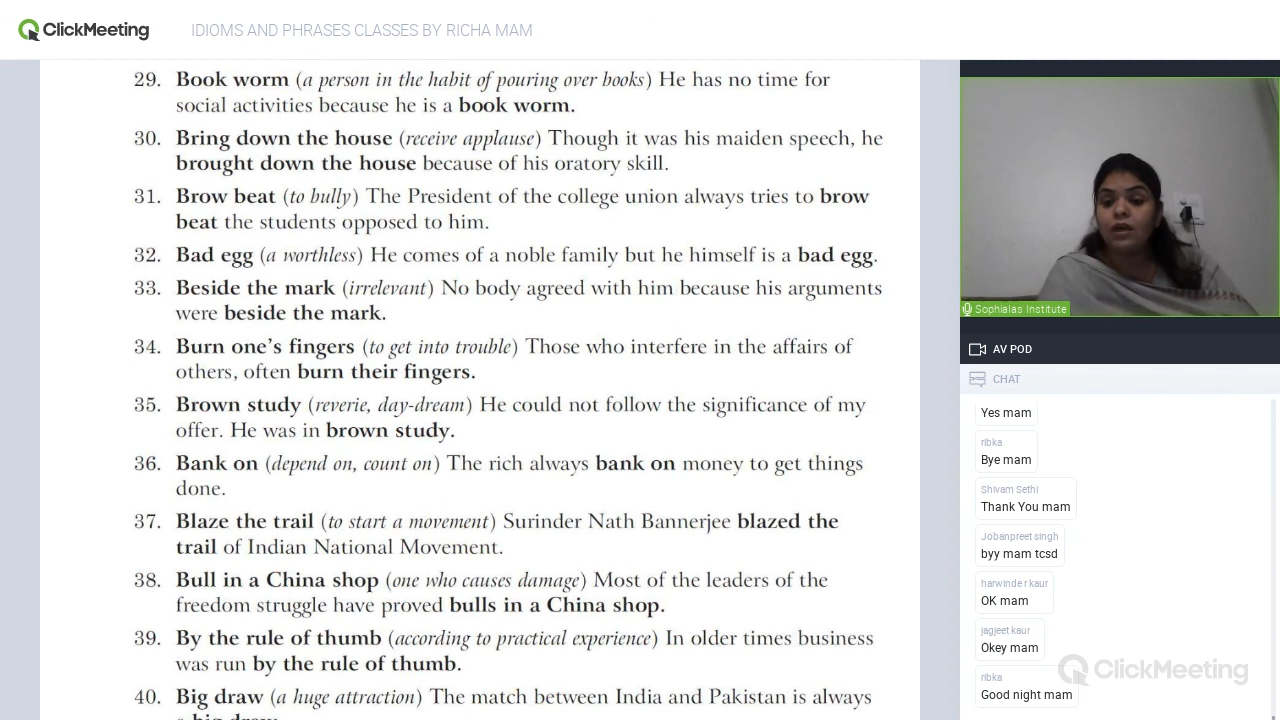 ClickMeeting
IDIOMS AND PHRASES CLASSES BY RICHA MAM
29. Book worm (a person in the habit of pouring over books) He has no time for
social activities because he is a book worm.
30. Bring down the house (receive applause) Though it was his maiden speech, he
brought down the house because of his oratory skill.
31. Brow beat (to bully) The President of the college union always tries to brow
beat the students opposed to him.
32. Bad egg (a worthless) He comes of a noble family but he himself is a bad egg.
33. Beside the mark (irrelevant) No body agreed with him because his arguments
were beside the mark.
34. Burn one's fingers (to get into trouble) Those who interfere in the affairs of
others, often burn their fingers.
35. Brown study (reverie, day-dream) He could not follow the significance of my
offer. He was in brown study.
36. Bank on (depend on, count on) The rich always bank on money to get things
done.
37. Blaze the trail (to start a movement) Surinder Nath Bannerjee blazed the
trail of Indian National Movement.
38. Bull in a China shop (one who causes damage) Most of the leaders of the
freedom struggle have proved bulls in a China shop.
39. By the rule of thumb (according to practical experience) In older times business
was run by the rule of thumb.
40. Big draw (a huge attraction) The match between India and Pakistan is always
a big draw.
Sophialas Institute
AV POD
CHAT
Yes mam
ribka
Bye mam
Shivam Sethi
Thank You mam
Jobanpreet singh
byy mam tcsd
harwinder kaur
OK mam
jagjeet kaur
Okey mam
ribka
Good night mam
ClickMeeting